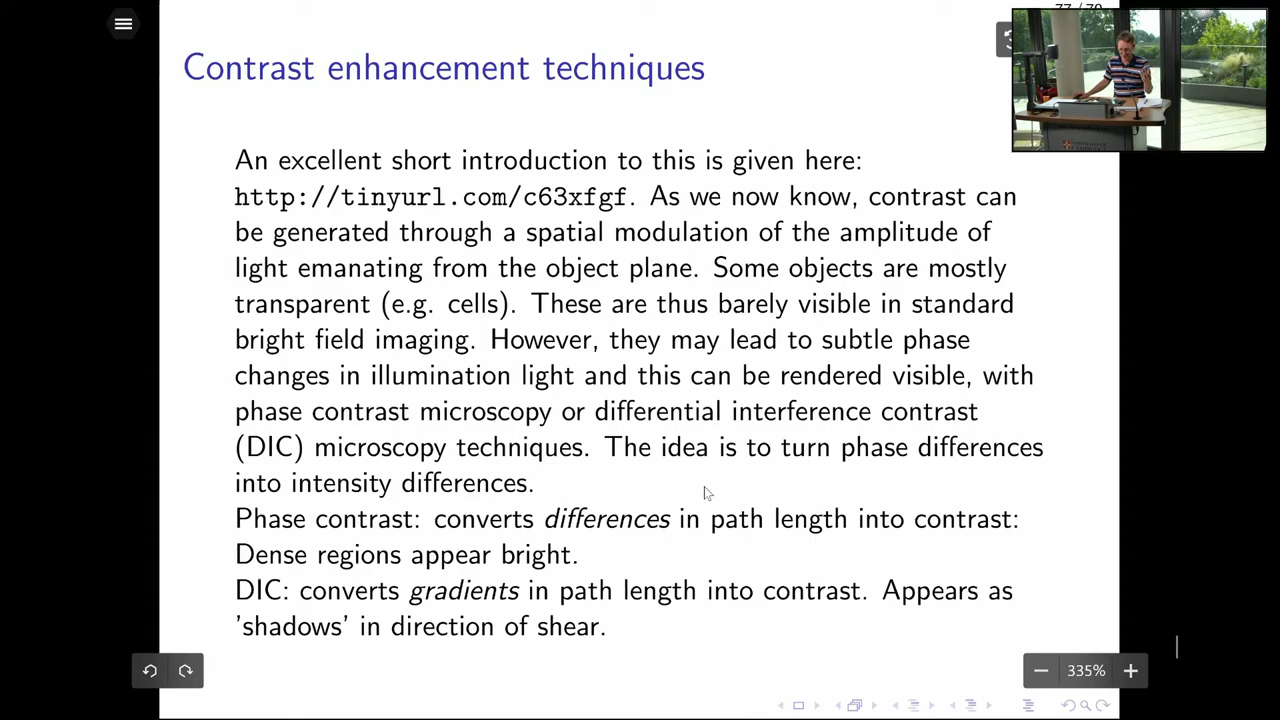 77 / 79
Contrast enhancement techniques
An excellent short introduction to this is given here:
http://tinyurl.com/c63xfgf. As we now know, contrast can
be generated through a spatial modulation of the amplitude of
light emanating from the object plane. Some objects are mostly
transparent (e.g. cells). These are thus barely visible in standard
bright field imaging. However, they may lead to subtle phase
changes in illumination light and this can be rendered visible, with
phase contrast microscopy or differential interference contrast
(DIC) microscopy techniques. The idea is to turn phase differences
into intensity differences.
Phase contrast: converts differences in path length into contrast:
Dense regions appear bright.
DIC: converts gradients in path length into contrast. Appears as
'shadows' in direction of shear.
335%